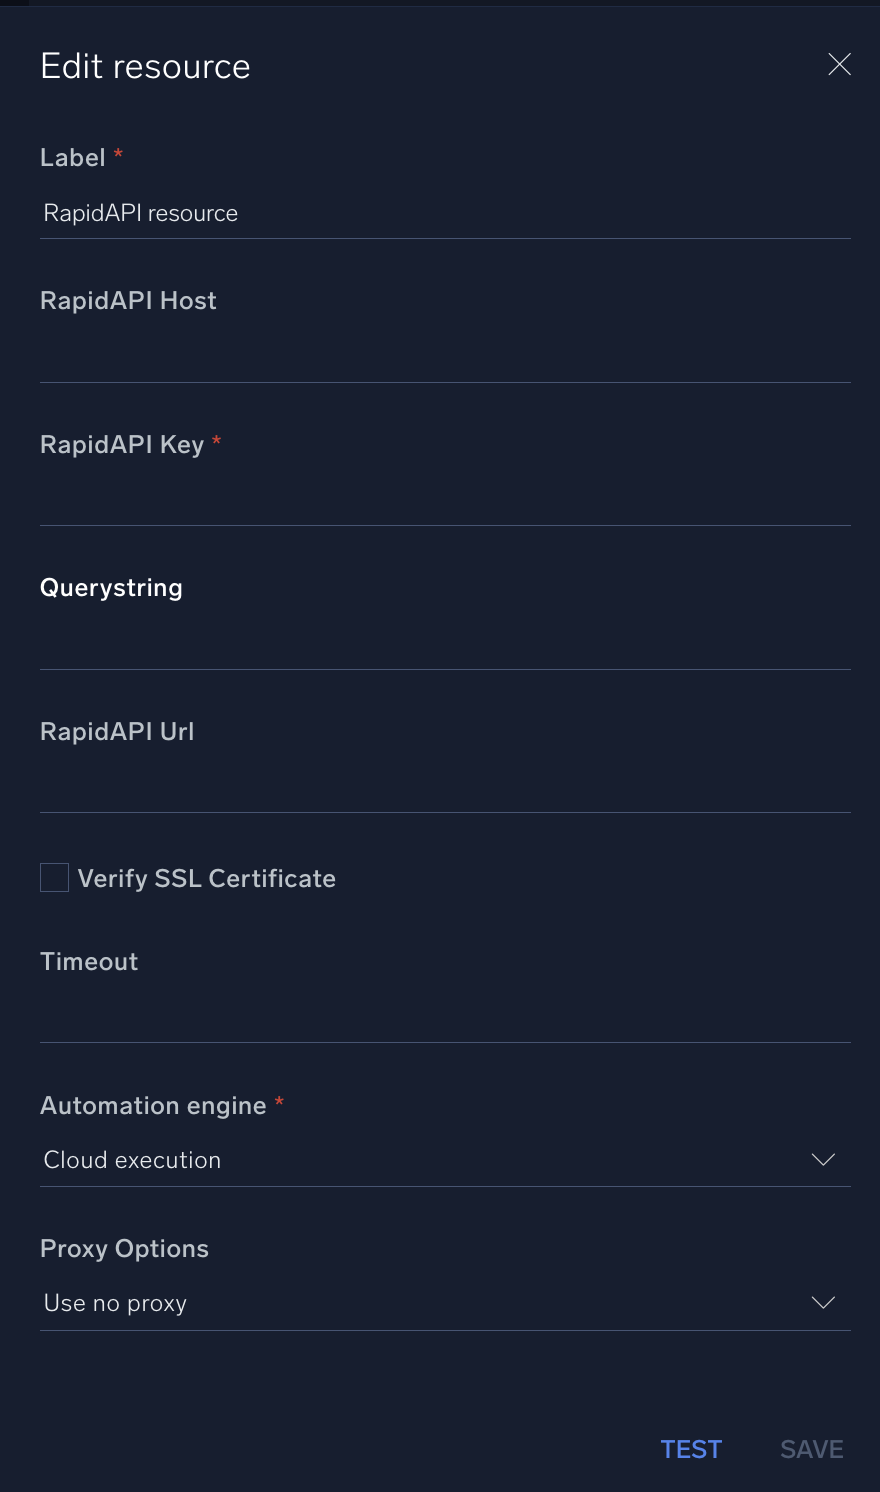 Edit resource
Label *
RapidAPI resource
RapidAPI Host
RapidAPI Key *
Querystring
RapidAPI Url
Verify SSL Certificate
Timeout
Automation engine *
Cloud execution
Proxy Options
Use no proxy
TEST SAVE